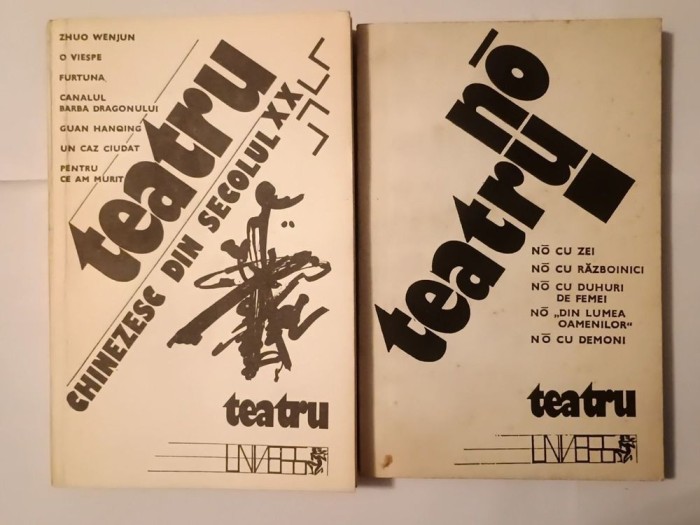 ZHUO WENJUN
O VIESPE
FURTUNA
CANALUL
BARBA DRAGONULUI
GUAN HANQING
UN CAZ CIUDAT
PENTRU
CE AM MURIT
teatru
CHINEZESC DIN SECOLUL XX
teatru
UNIVERS
teatru nō
NŌ CU ZEI
NŌ CU RĂZBOINICI
NŌ CU DUHURI
DE FEMEI
NŌ „DIN LUMEA
OAMENILOR“
NŌ CU DEMONI
teatru
UNIVERS